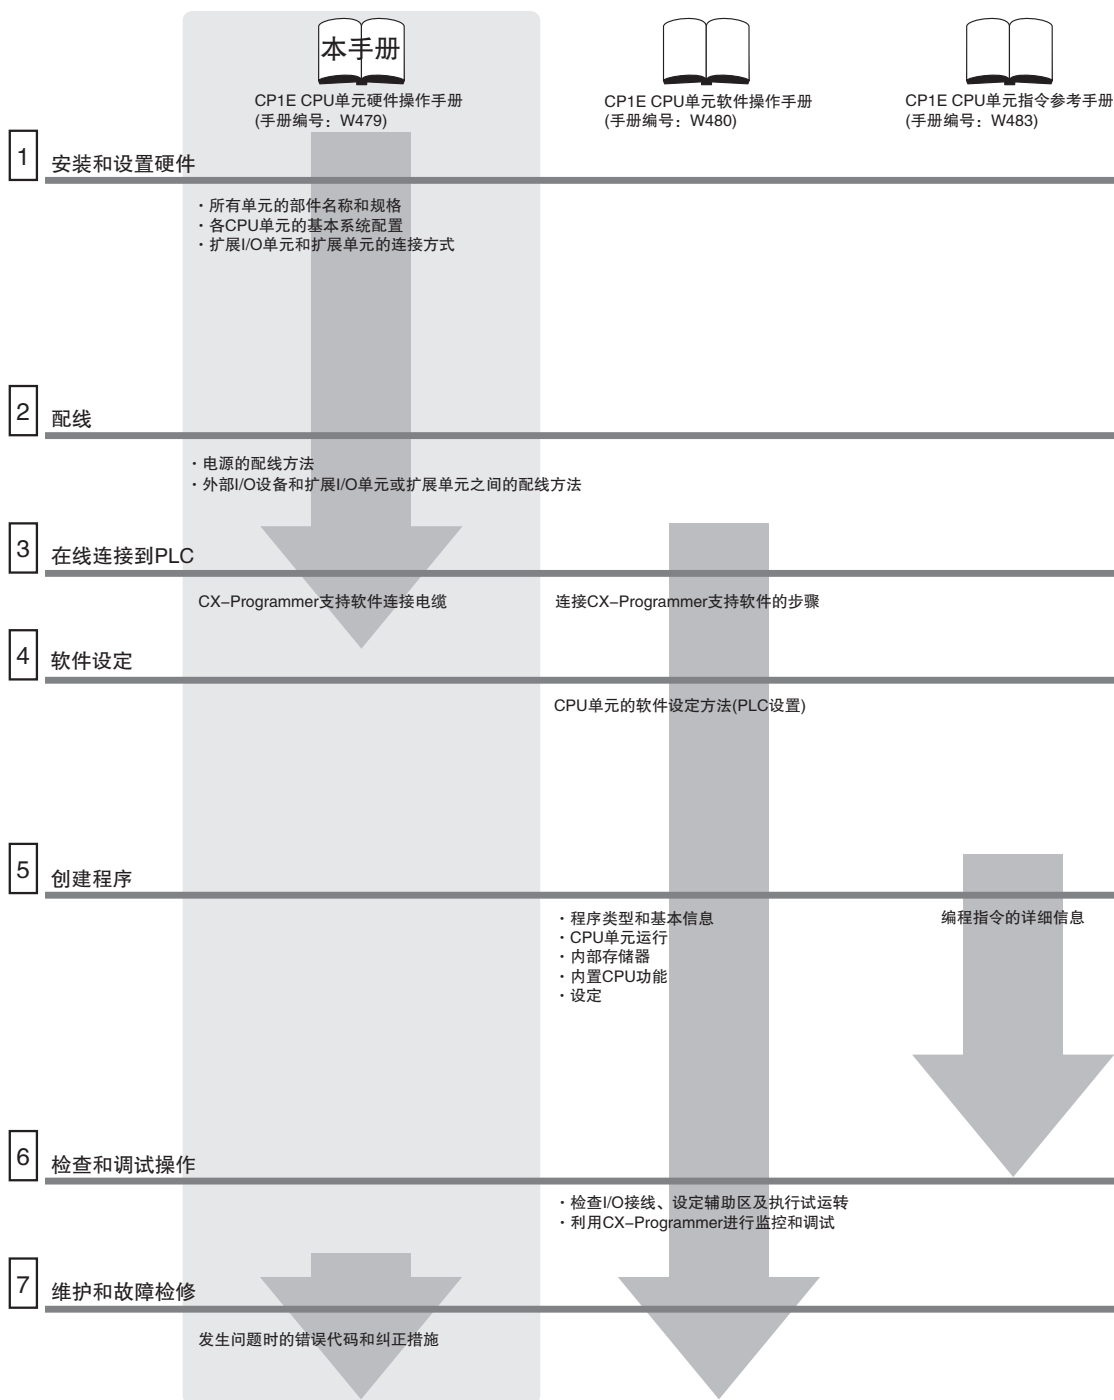 本手册
CP1E CPU单元硬件操作手册
(手册编号：W479)
CP1E CPU单元软件操作手册
(手册编号：W480)
CP1E CPU单元指令参考手册
(手册编号：W483)
1 安装和设置硬件
・所有单元的部件名称和规格
・各CPU单元的基本系统配置
・扩展I/O单元和扩展单元的连接方式
2 配线
・电源的配线方法
・外部I/O设备和扩展I/O单元或扩展单元之间的配线方法
3 在线连接到PLC
CX–Programmer支持软件连接电缆
连接CX–Programmer支持软件的步骤
4 软件设定
CPU单元的软件设定方法(PLC设置)
5 创建程序
・程序类型和基本信息
・CPU单元运行
・内部存储器
・内置CPU功能
・设定
编程指令的详细信息
6 检查和调试操作
・检查I/O接线、设定辅助区及执行试运转
・利用CX–Programmer进行监控和调试
7 维护和故障检修
发生问题时的错误代码和纠正措施